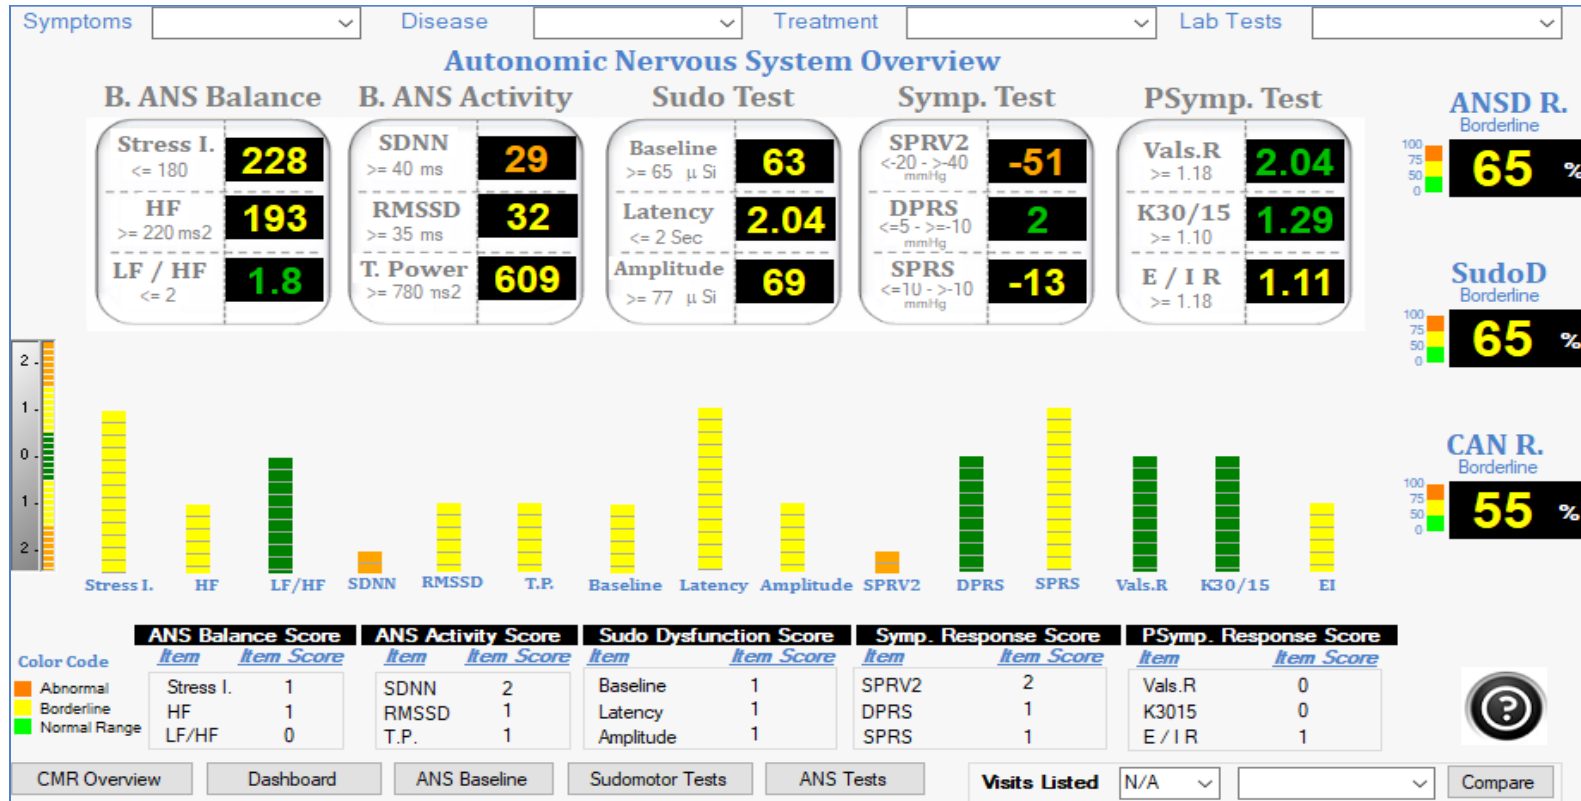 Symptoms Disease Treatment Lab Tests
Autonomic Nervous System Overview
B. ANS Balance B. ANS Activity Sudo Test Symp. Test PSymp. Test
Stress I.
<= 180
228
HF
>= 220 ms2
193
LF / HF
<= 2
1.8
SDNN
>= 40 ms
29
RMSSD
>= 35 ms
32
T. Power
>= 780 ms2
609
Baseline
>= 65 µ Si
63
Latency
<= 2 Sec
2.04
Amplitude
>= 77 µ Si
69
SPRV2
<-20 - >-40
mmHg
-51
DPRS
<=5 - >=-10
mmHg
2
SPRS
<=10 - >-10
mmHg
-13
Vals.R
>= 1.18
2.04
K30/15
>= 1.10
1.29
E / I R
>= 1.18
1.11
ANSD R.
Borderline
100
75
50
0
65 %
SudoD
Borderline
100
75
50
0
65 %
CAN R.
Borderline
100
75
50
0
55 %
2 -
1 -
0 -
1 -
2 -
Stress I. HF LF/HF SDNN RMSSD T.P. Baseline Latency Amplitude SPRV2 DPRS SPRS Vals.R K30/15 EI
Color Code
Abnormal
Borderline
Normal Range
ANS Balance Score
Item Item Score
Stress I. 1
HF 1
LF/HF 0
ANS Activity Score
Item Item Score
SDNN 2
RMSSD 1
T.P. 1
Sudo Dysfunction Score
Item Item Score
Baseline 1
Latency 1
Amplitude 1
Symp. Response Score
Item Item Score
SPRV2 2
DPRS 1
SPRS 1
PSymp. Response Score
Item Item Score
Vals.R 0
K3015 0
E / I R 1
?
CMR Overview Dashboard ANS Baseline Sudomotor Tests ANS Tests Visits Listed N/A Compare